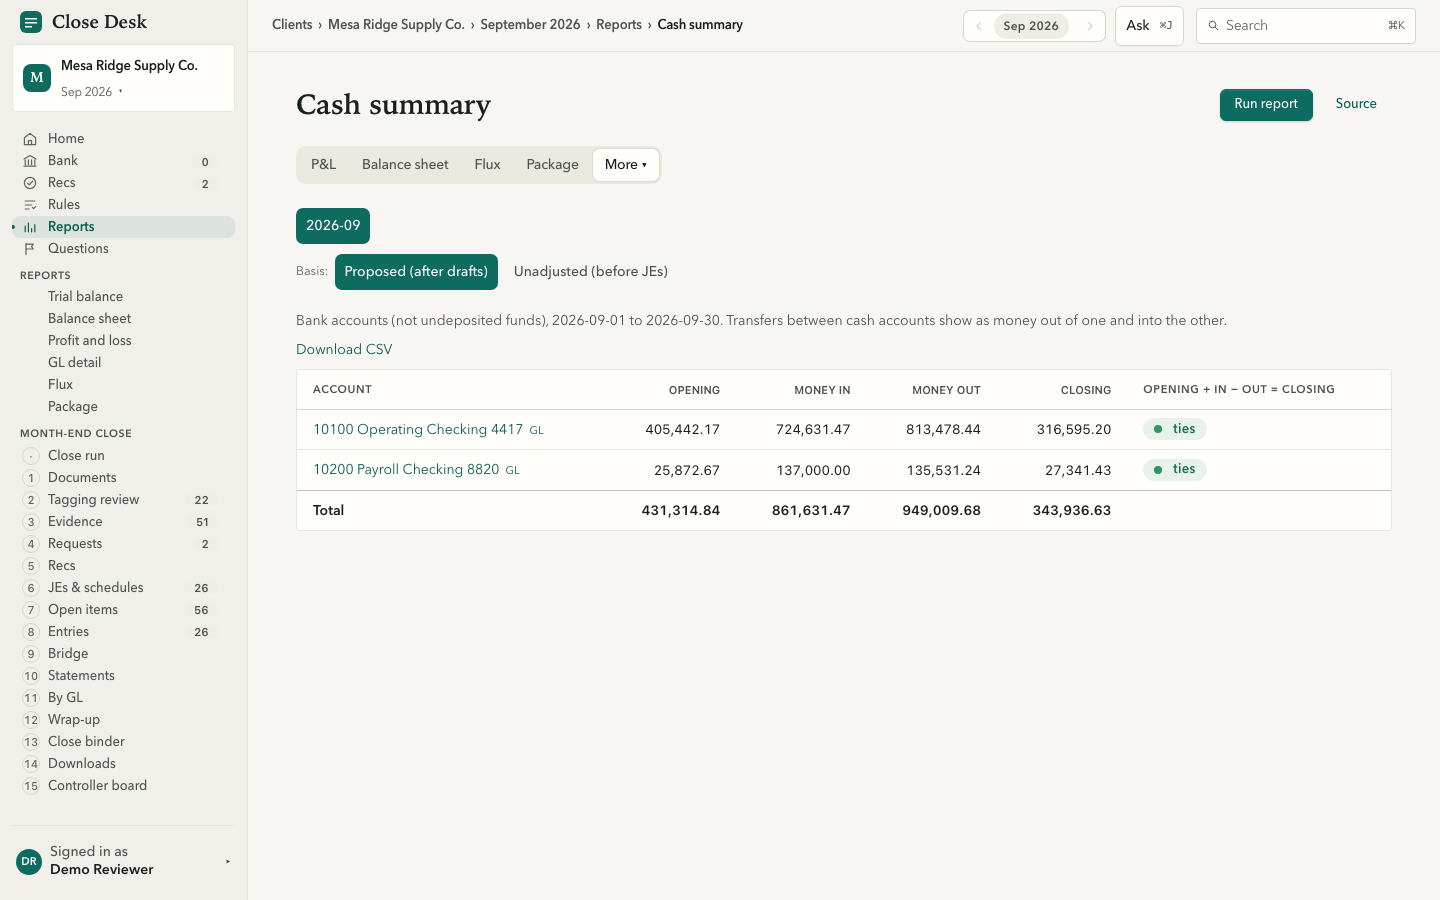 Close Desk
M
Mesa Ridge Supply Co.
Sep 2026 ▾
Home
Bank 0
Recs 2
Rules
Reports
Questions
REPORTS
Trial balance
Balance sheet
Profit and loss
GL detail
Flux
Package
MONTH-END CLOSE
· Close run
1 Documents
2 Tagging review 22
3 Evidence 51
4 Requests 2
5 Recs
6 JEs & schedules 26
7 Open items 56
8 Entries 26
9 Bridge
10 Statements
11 By GL
12 Wrap-up
13 Close binder
14 Downloads
15 Controller board
DR
Signed in as
Demo Reviewer ▸
Clients › Mesa Ridge Supply Co. › September 2026 › Reports › Cash summary
‹ Sep 2026 ›
Ask ⌘J
Search ⌘K
Cash summary
Run report
Source
P&L Balance sheet Flux Package More ▾
2026-09
Basis: Proposed (after drafts) Unadjusted (before JEs)
Bank accounts (not undeposited funds), 2026-09-01 to 2026-09-30. Transfers between cash accounts show as money out of one and into the other.
Download CSV
ACCOUNT OPENING MONEY IN MONEY OUT CLOSING OPENING + IN − OUT = CLOSING
10100 Operating Checking 4417 GL 405,442.17 724,631.47 813,478.44 316,595.20 ties
10200 Payroll Checking 8820 GL 25,872.67 137,000.00 135,531.24 27,341.43 ties
Total 431,314.84 861,631.47 949,009.68 343,936.63